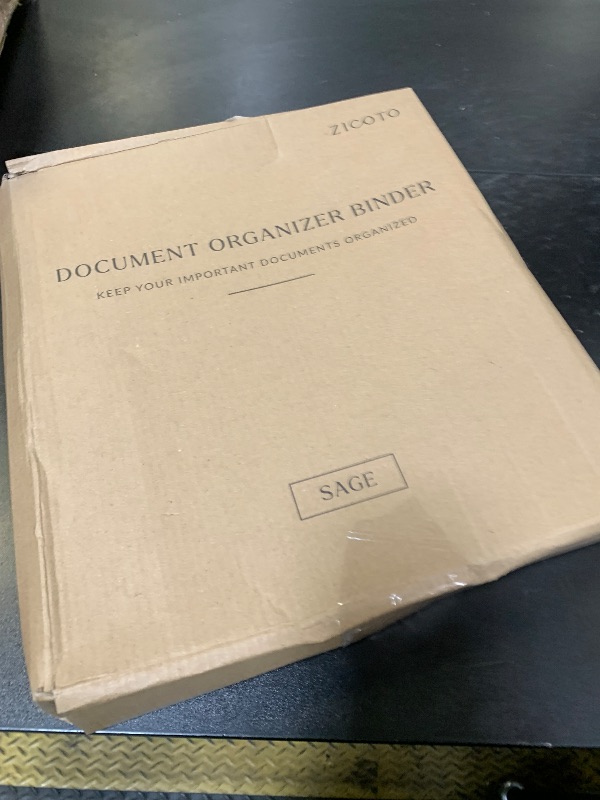 ZICOTO
DOCUMENT ORGANIZER BINDER
KEEP YOUR IMPORTANT DOCUMENTS ORGANIZED
SAGE